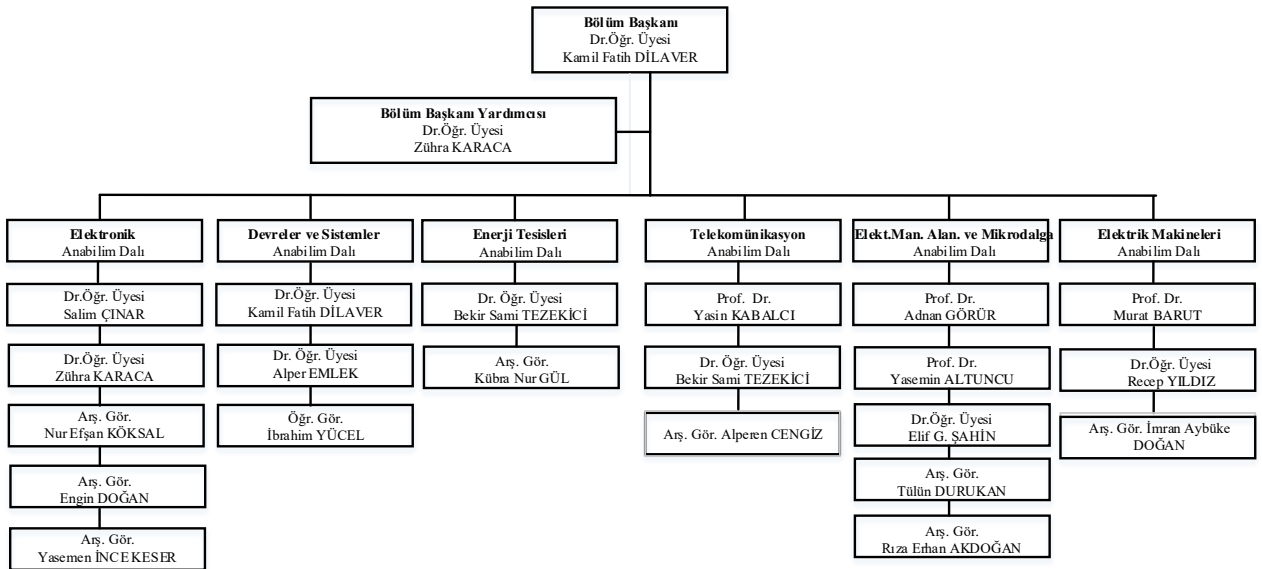 Bölüm Başkanı
Dr.Öğr. Üyesi
Kamil Fatih DİLAVER
Bölüm Başkanı Yardımcısı
Dr.Öğr. Üyesi
Zühra KARACA
Elektronik
Anabilim Dalı
Dr.Öğr. Üyesi
Salim ÇINAR
Dr.Öğr. Üyesi
Zühra KARACA
Arş. Gör.
Nur Efşan KÖKSAL
Arş. Gör.
Engin DOĞAN
Arş. Gör.
Yasemen İNCE KESER
Devreler ve Sistemler
Anabilim Dalı
Dr.Öğr. Üyesi
Kamil Fatih DİLAVER
Dr. Öğr. Üyesi
Alper EMLEK
Öğr. Gör.
İbrahim YÜCEL
Enerji Tesisleri
Anabilim Dalı
Dr. Öğr. Üyesi
Bekir Sami TEZEKİCİ
Arş. Gör.
Kübra Nur GÜL
Telekomünikasyon
Anabilim Dalı
Prof. Dr.
Yasin KABALCI
Dr. Öğr. Üyesi
Bekir Sami TEZEKİCİ
Arş. Gör. Alperen CENGİZ
Elekt.Man. Alan. ve Mikrodalga
Anabilim Dalı
Prof. Dr.
Adnan GÖRÜR
Prof. Dr.
Yasemin ALTUNCU
Dr.Öğr. Üyesi
Elif G. ŞAHİN
Arş. Gör.
Tülün DURUKAN
Arş. Gör.
Rıza Erhan AKDOĞAN
Elektrik Makineleri
Anabilim Dalı
Prof. Dr.
Murat BARUT
Dr.Öğr. Üyesi
Recep YILDIZ
Arş. Gör. İmran Aybüke
DOĞAN